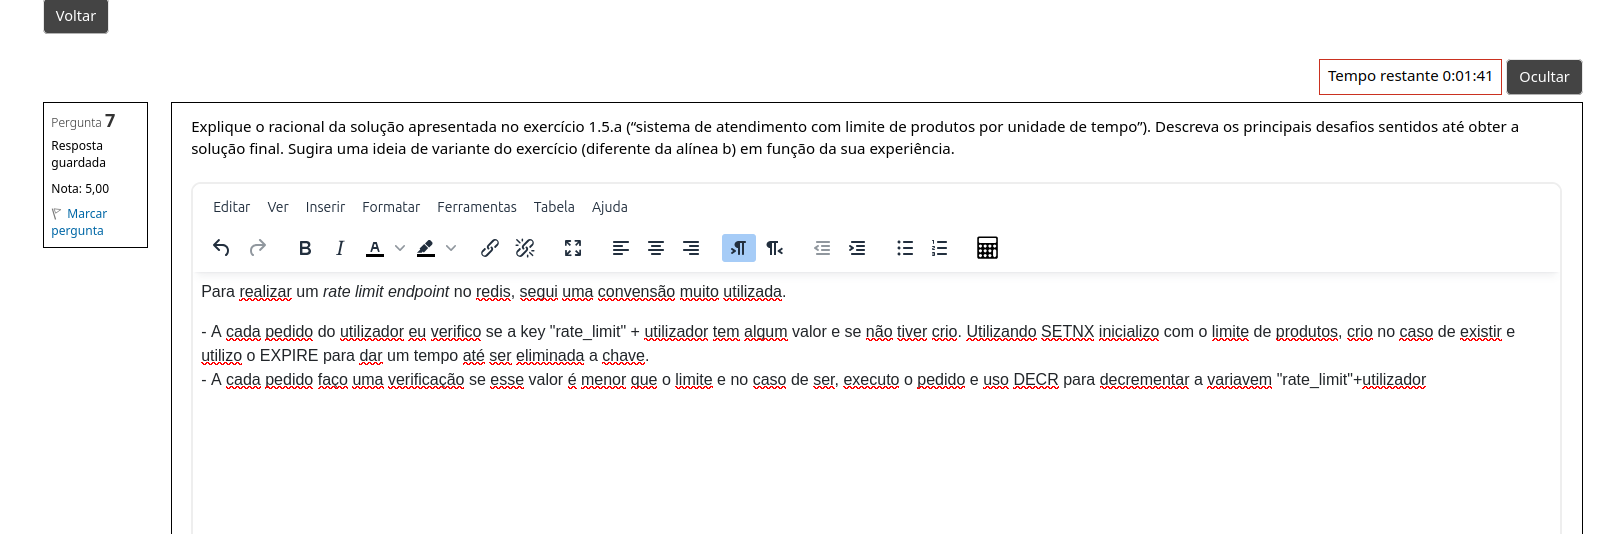 Voltar
Tempo restante 0:01:41
Ocultar
Pergunta 7
Resposta
guardada
Nota: 5,00
Marcar
pergunta
Explique o racional da solução apresentada no exercício 1.5.a (“sistema de atendimento com limite de produtos por unidade de tempo”). Descreva os principais desafios sentidos até obter a
solução final. Sugira uma ideia de variante do exercício (diferente da alínea b) em função da sua experiência.
Editar Ver Inserir Formatar Ferramentas Tabela Ajuda
Para realizar um rate limit endpoint no redis, segui uma convensão muito utilizada.
- A cada pedido do utilizador eu verifico se a key "rate_limit" + utilizador tem algum valor e se não tiver crio. Utilizando SETNX inicializo com o limite de produtos, crio no caso de existir e
utilizo o EXPIRE para dar um tempo até ser eliminada a chave.
- A cada pedido faço uma verificação se esse valor é menor que o limite e no caso de ser, executo o pedido e uso DECR para decrementar a variavem "rate_limit"+utilizador